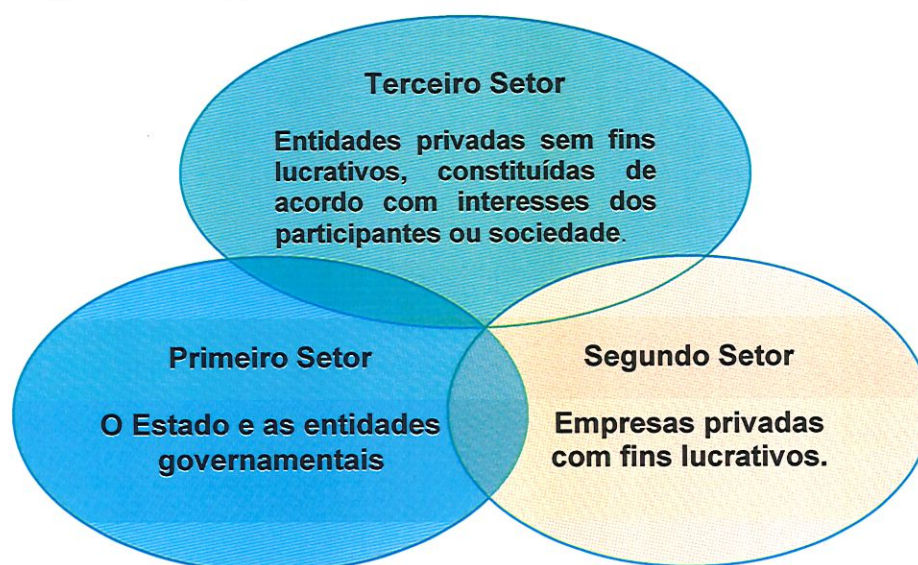 Terceiro Setor
Entidades privadas sem fins
lucrativos, constituídas de
acordo com interesses dos
participantes ou sociedade.
Primeiro Setor
O Estado e as entidades
governamentais
Segundo Setor
Empresas privadas
com fins lucrativos.